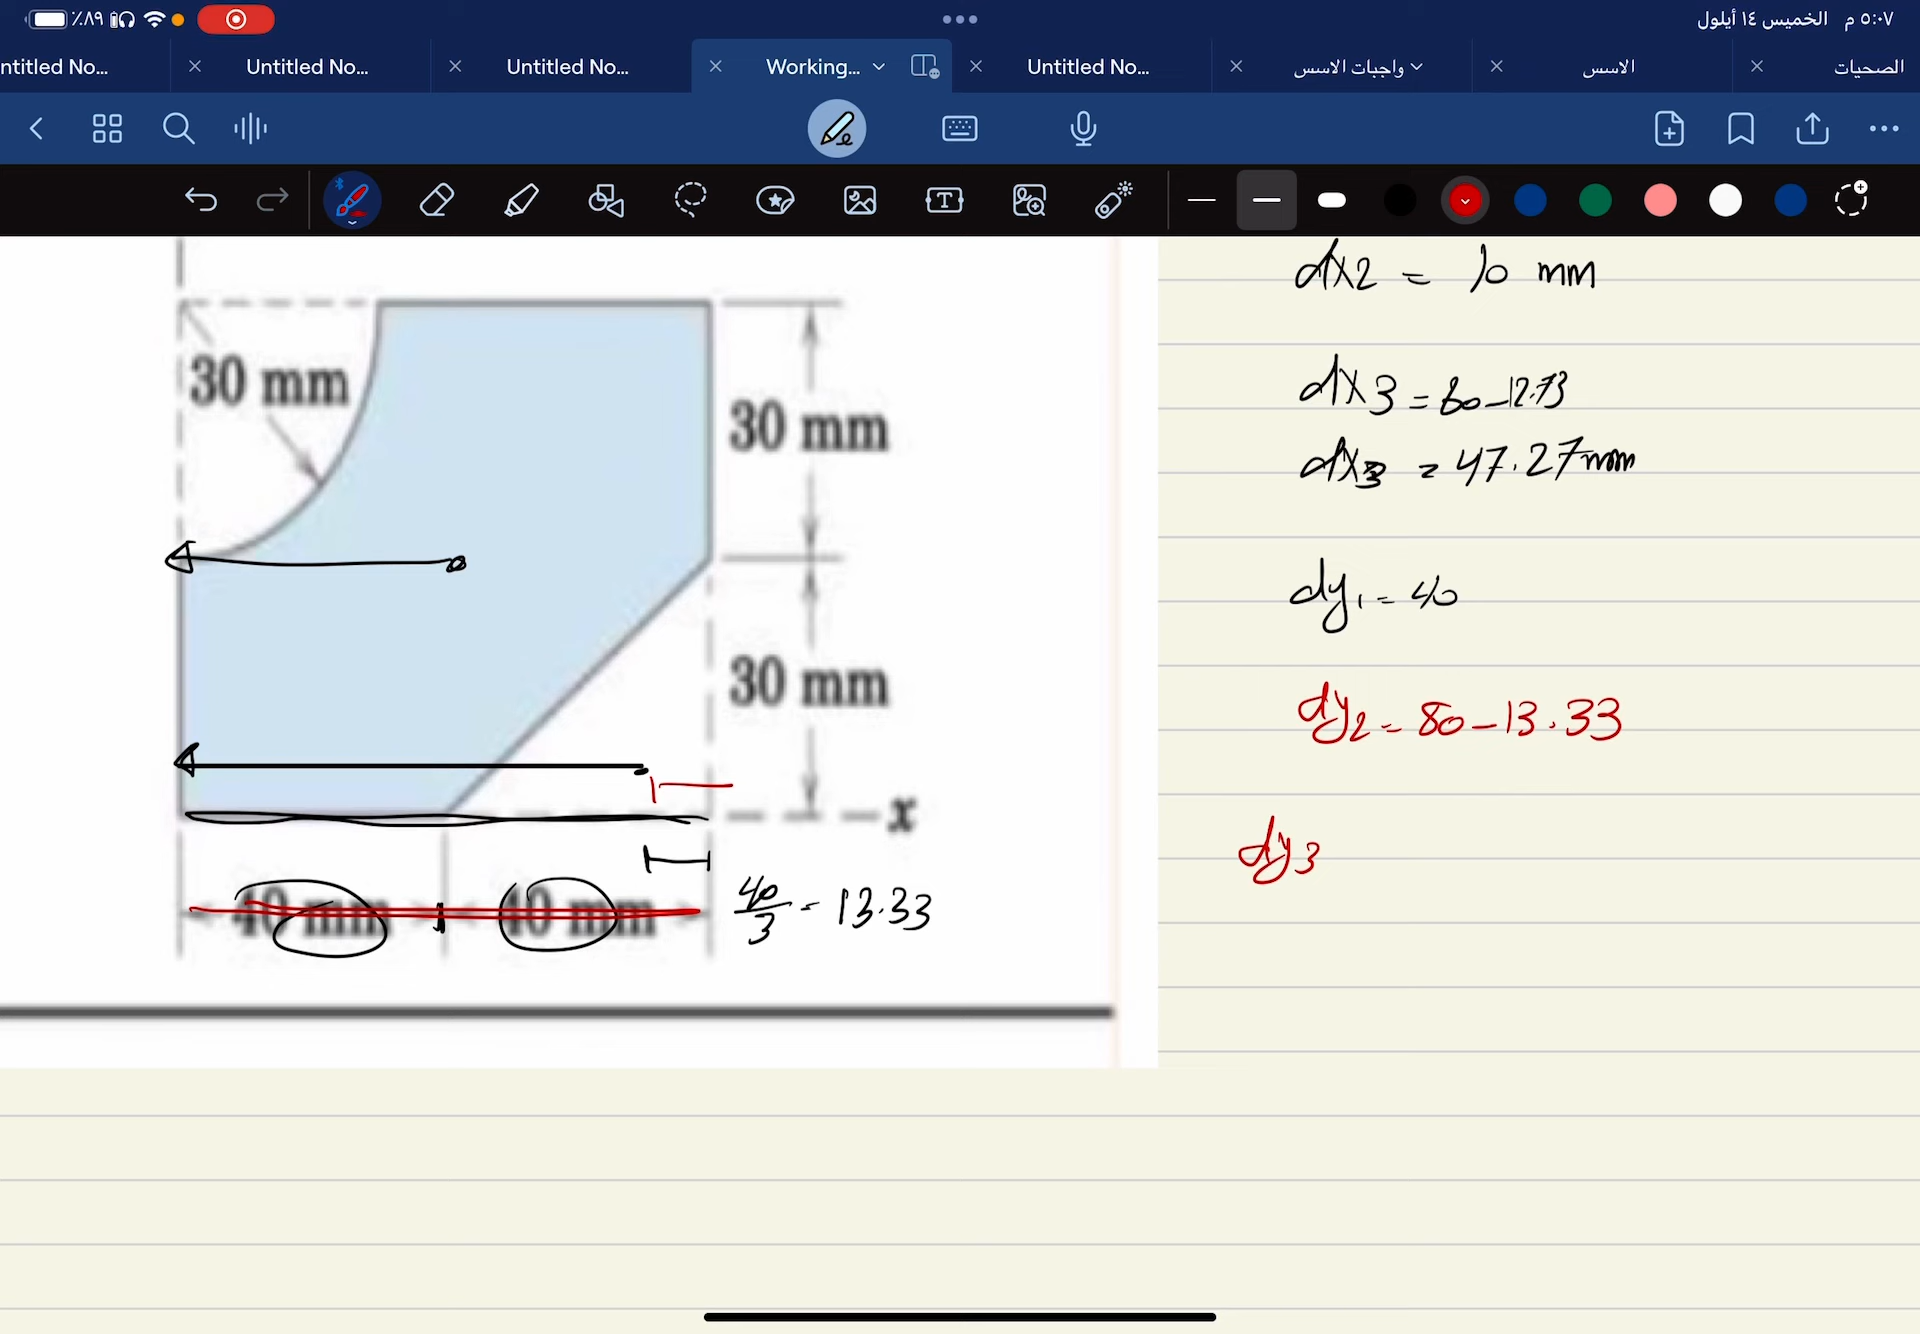 ٪٨٩
٥:٠٧ م الخميس ١٤ أيلول
ntitled No...
Untitled No...
Untitled No...
Working...
Untitled No...
واجبات الاسس
الاسس
الصحيات
30 mm
30 mm
30 mm
x
40 mm
40 mm
40/3 = 13.33
dx2 = 10 mm
dx3 = 60-12.73
dx3 = 47.27mm
dy1 = 40
dy2 = 80-13.33
dy3